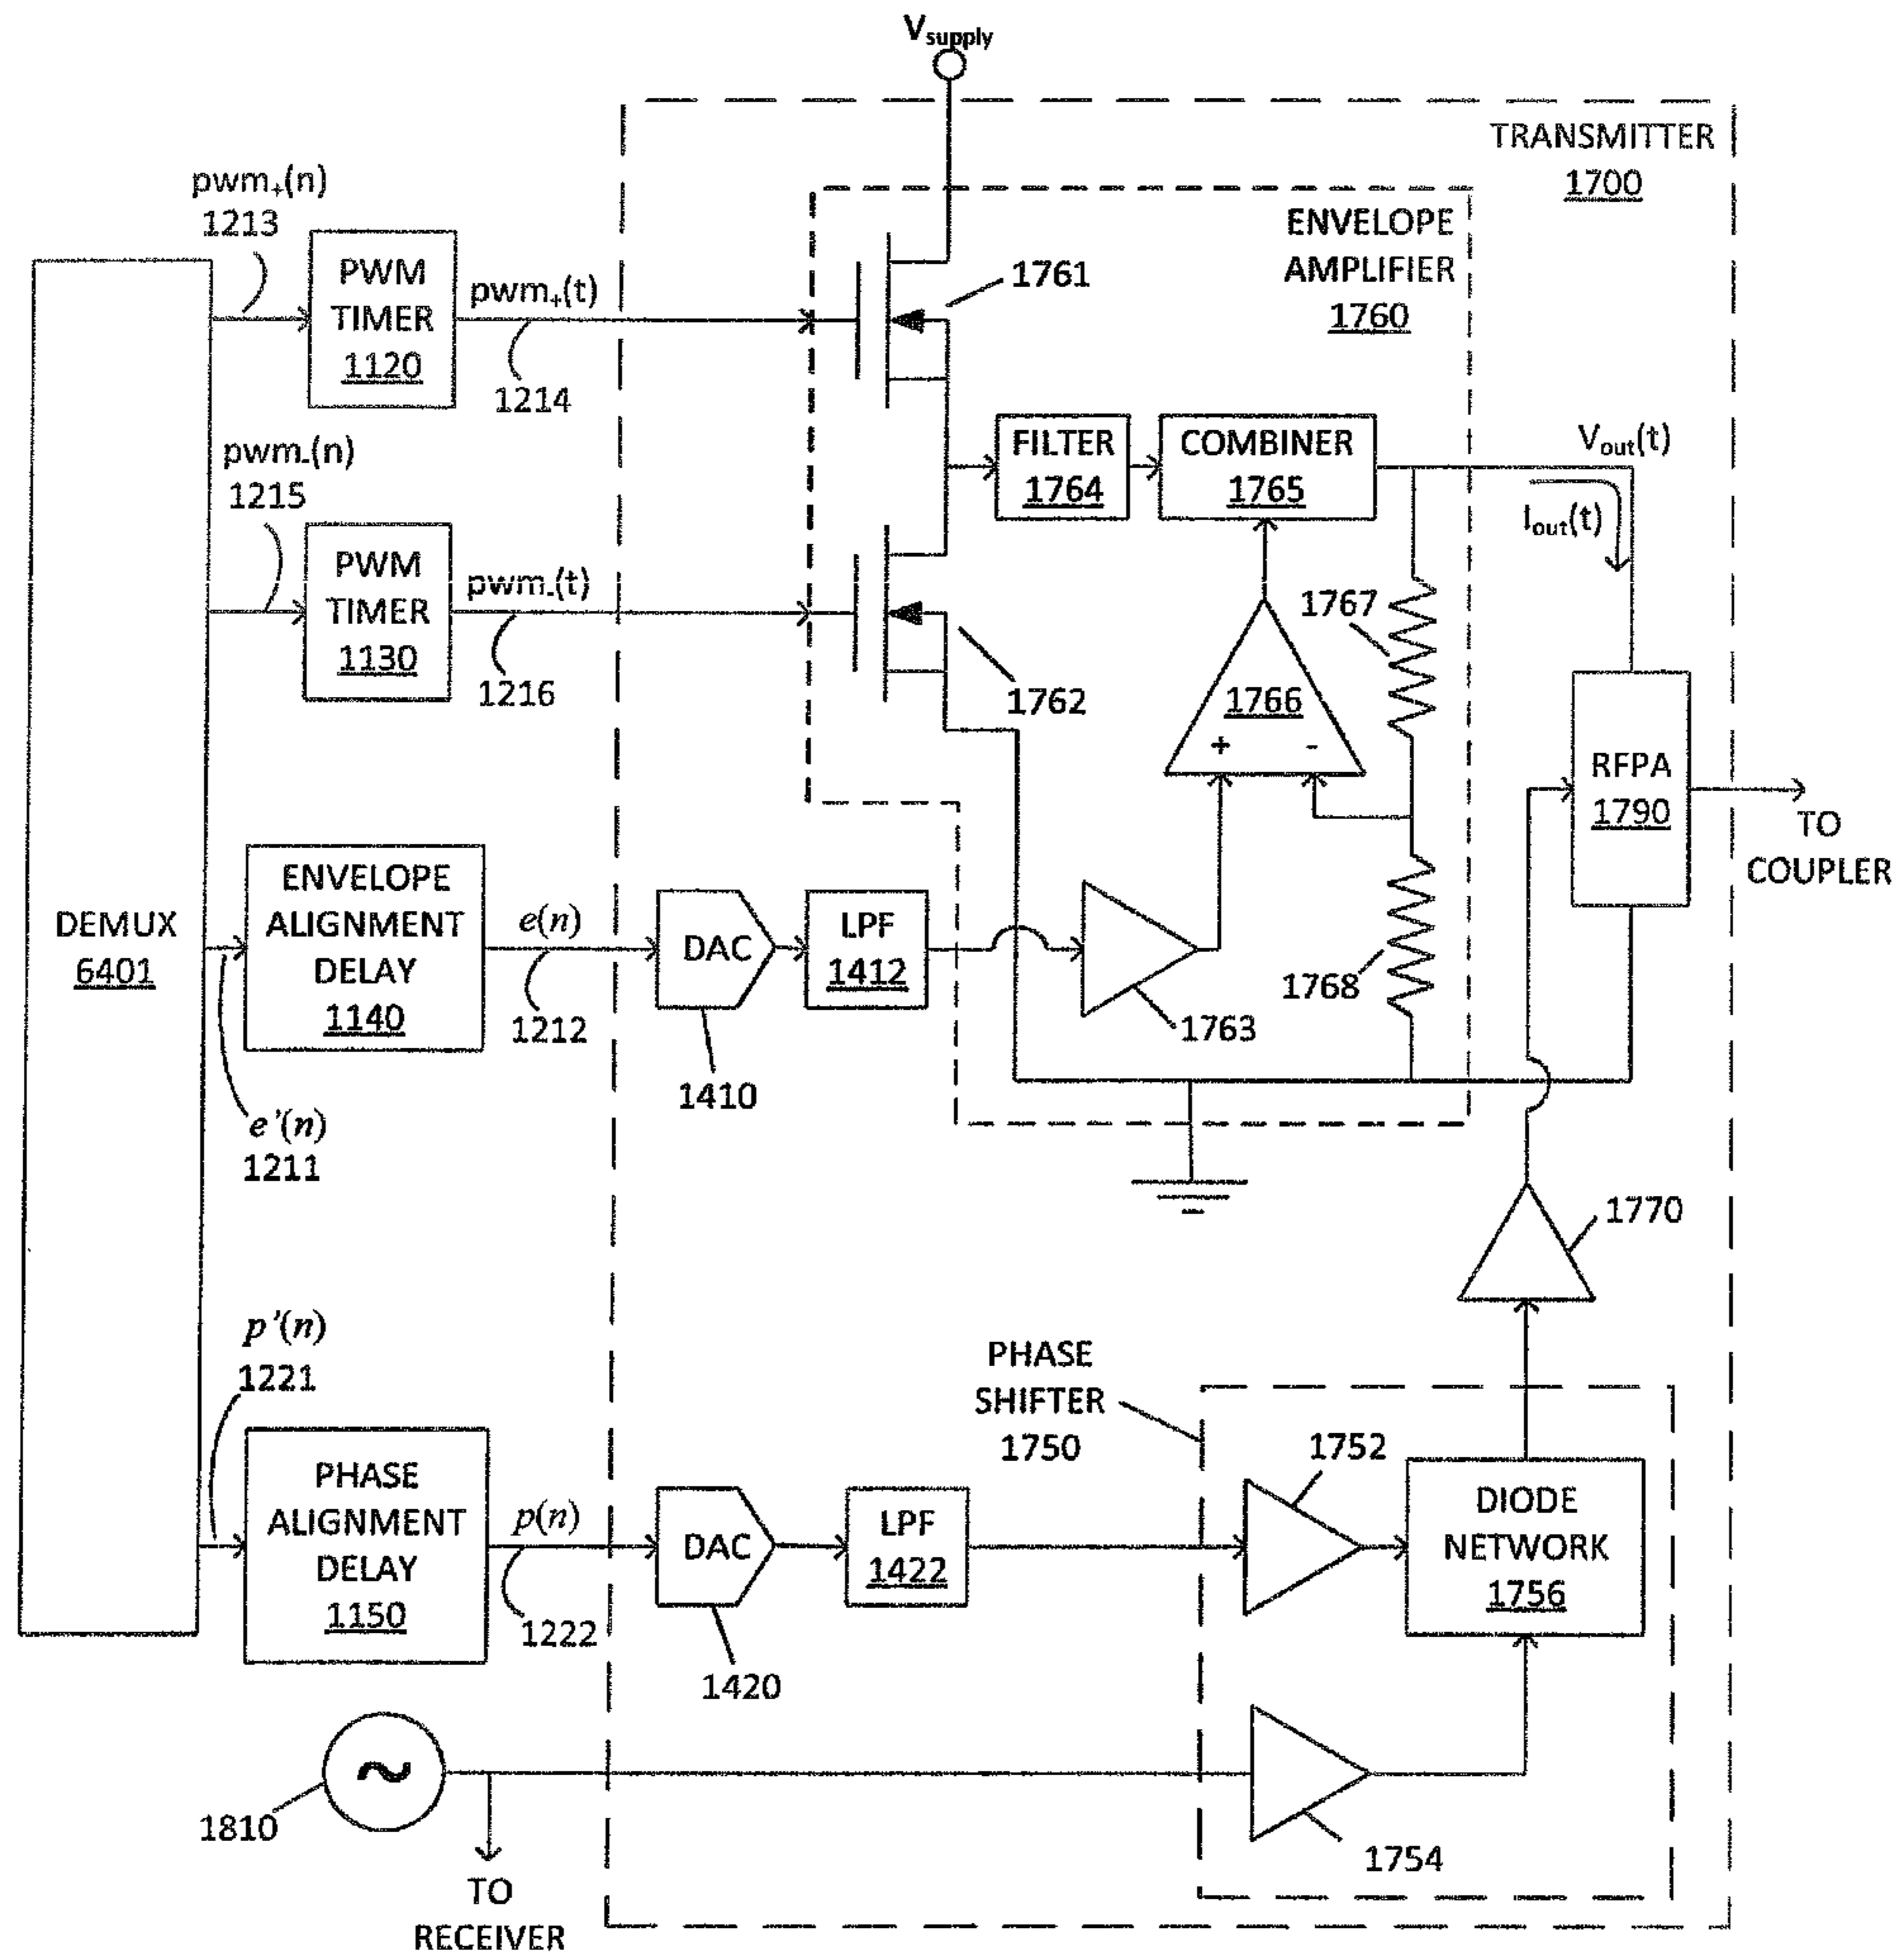 Vsupply
TRANSMITTER
1700
pwm+(n)
1213
PWM
TIMER
1120
pwm+(t)
1214
ENVELOPE
AMPLIFIER
1760
1761
pwm-(n)
1215
PWM
TIMER
1130
pwm-(t)
1216
1762
FILTER
1764
COMBINER
1765
Vout(t)
Iout(t)
1767
1766
+ -
RFPA
1790
TO
COUPLER
DEMUX
6401
ENVELOPE
ALIGNMENT
DELAY
1140
e(n)
1212
DAC
1410
LPF
1412
1763
1768
e'(n)
1211
1770
p'(n)
1221
PHASE
ALIGNMENT
DELAY
1150
p(n)
1222
DAC
1420
LPF
1422
PHASE
SHIFTER
1750
1752
DIODE
NETWORK
1756
1754
~
1810
TO
RECEIVER